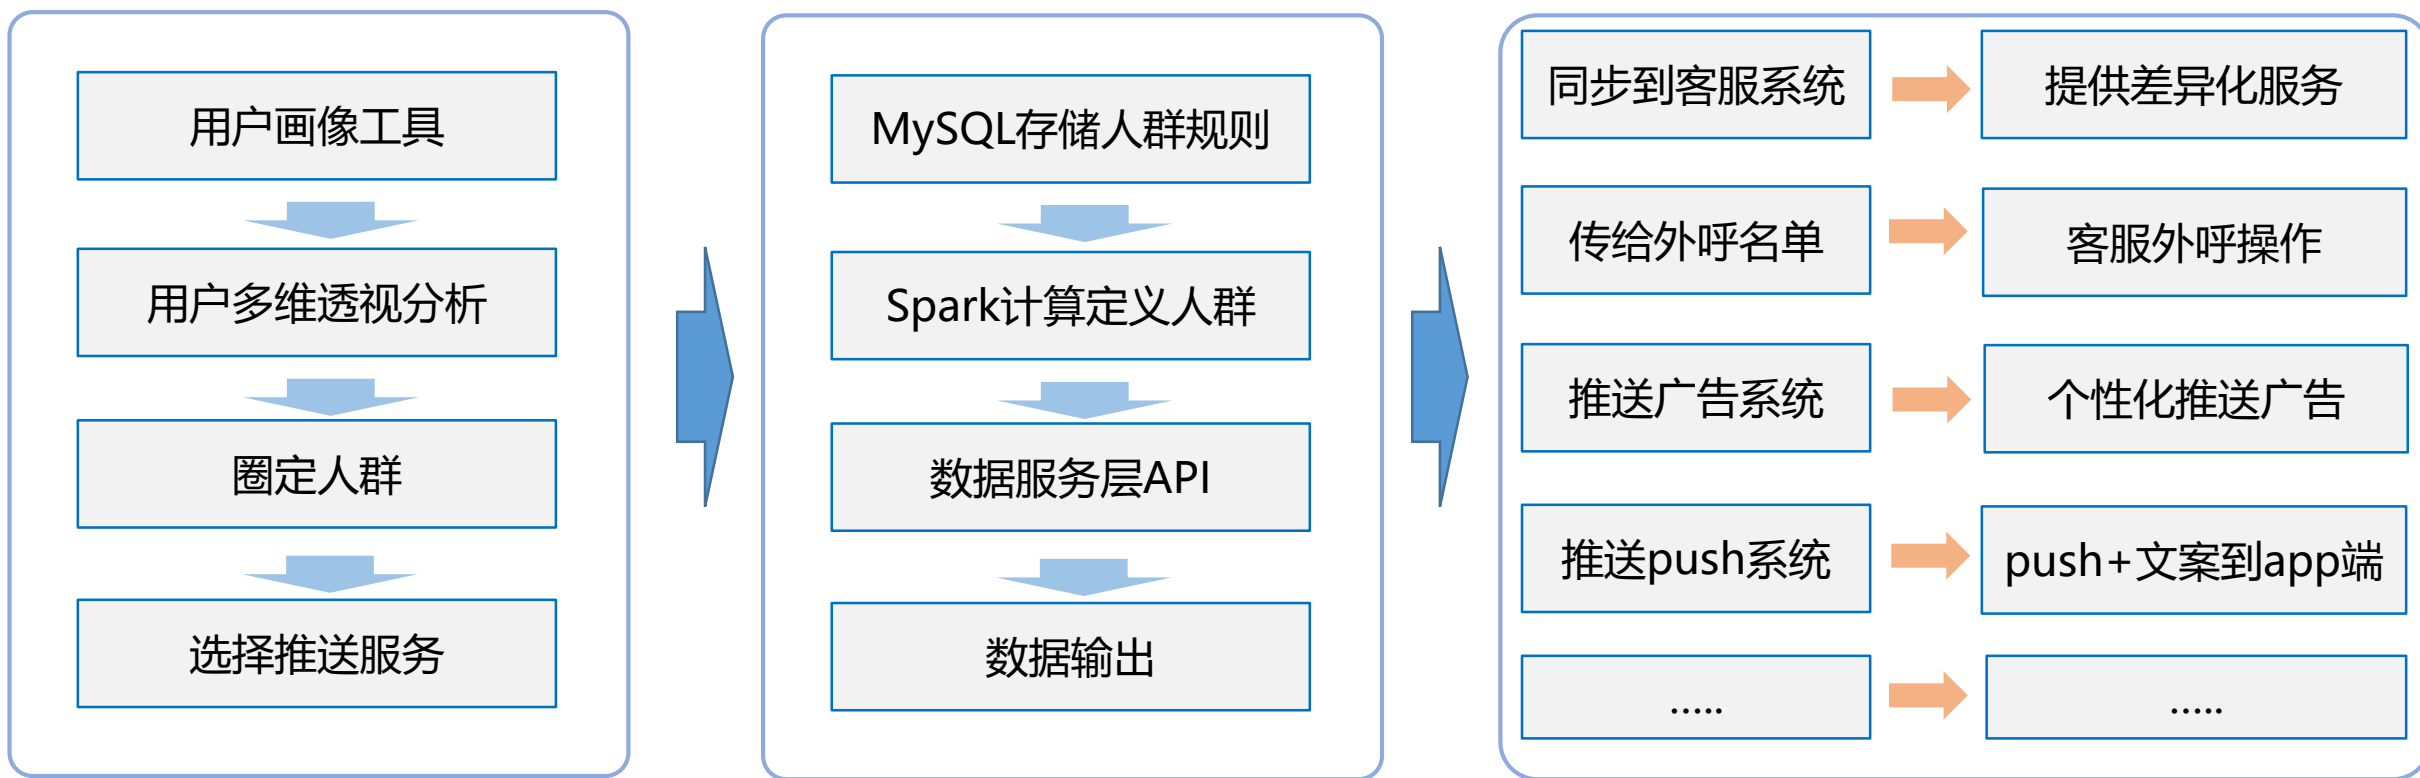 用户画像工具
用户多维透视分析
圈定人群
选择推送服务
MySQL存储人群规则
Spark计算定义人群
数据服务层API
数据输出
同步到客服系统
提供差异化服务
传给外呼名单
客服外呼操作
推送广告系统
个性化推送广告
推送push系统
push+文案到app端
.....
.....